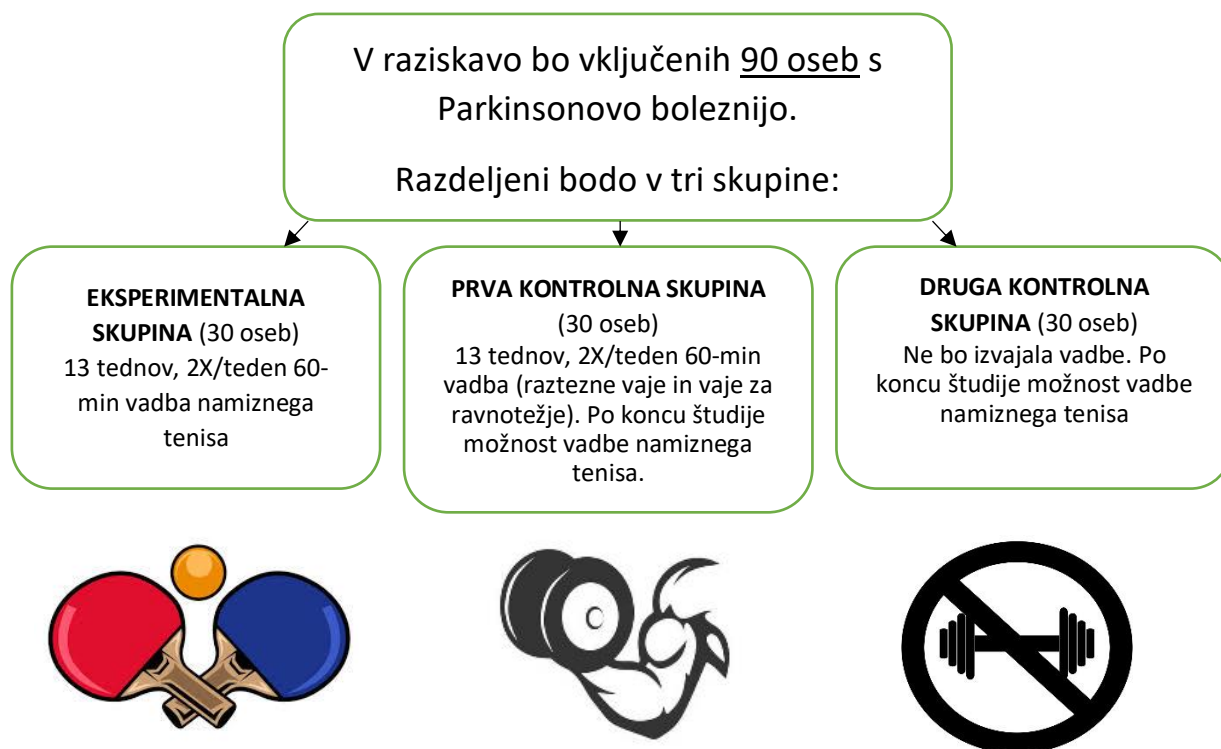 V raziskavo bo vključenih 90 oseb s
Parkinsonovo boleznijo.
Razdeljeni bodo v tri skupine:
EKSPERIMENTALNA
SKUPINA (30 oseb)
13 tednov, 2X/teden 60-
min vadba namiznega
tenisa
PRVA KONTROLNA SKUPINA
(30 oseb)
13 tednov, 2X/teden 60-min
vadba (raztezne vaje in vaje za
ravnotežje). Po koncu študije
možnost vadbe namiznega
tenisa.
DRUGA KONTROLNA
SKUPINA (30 oseb)
Ne bo izvajala vadbe. Po
koncu študije možnost vadbe
namiznega tenisa